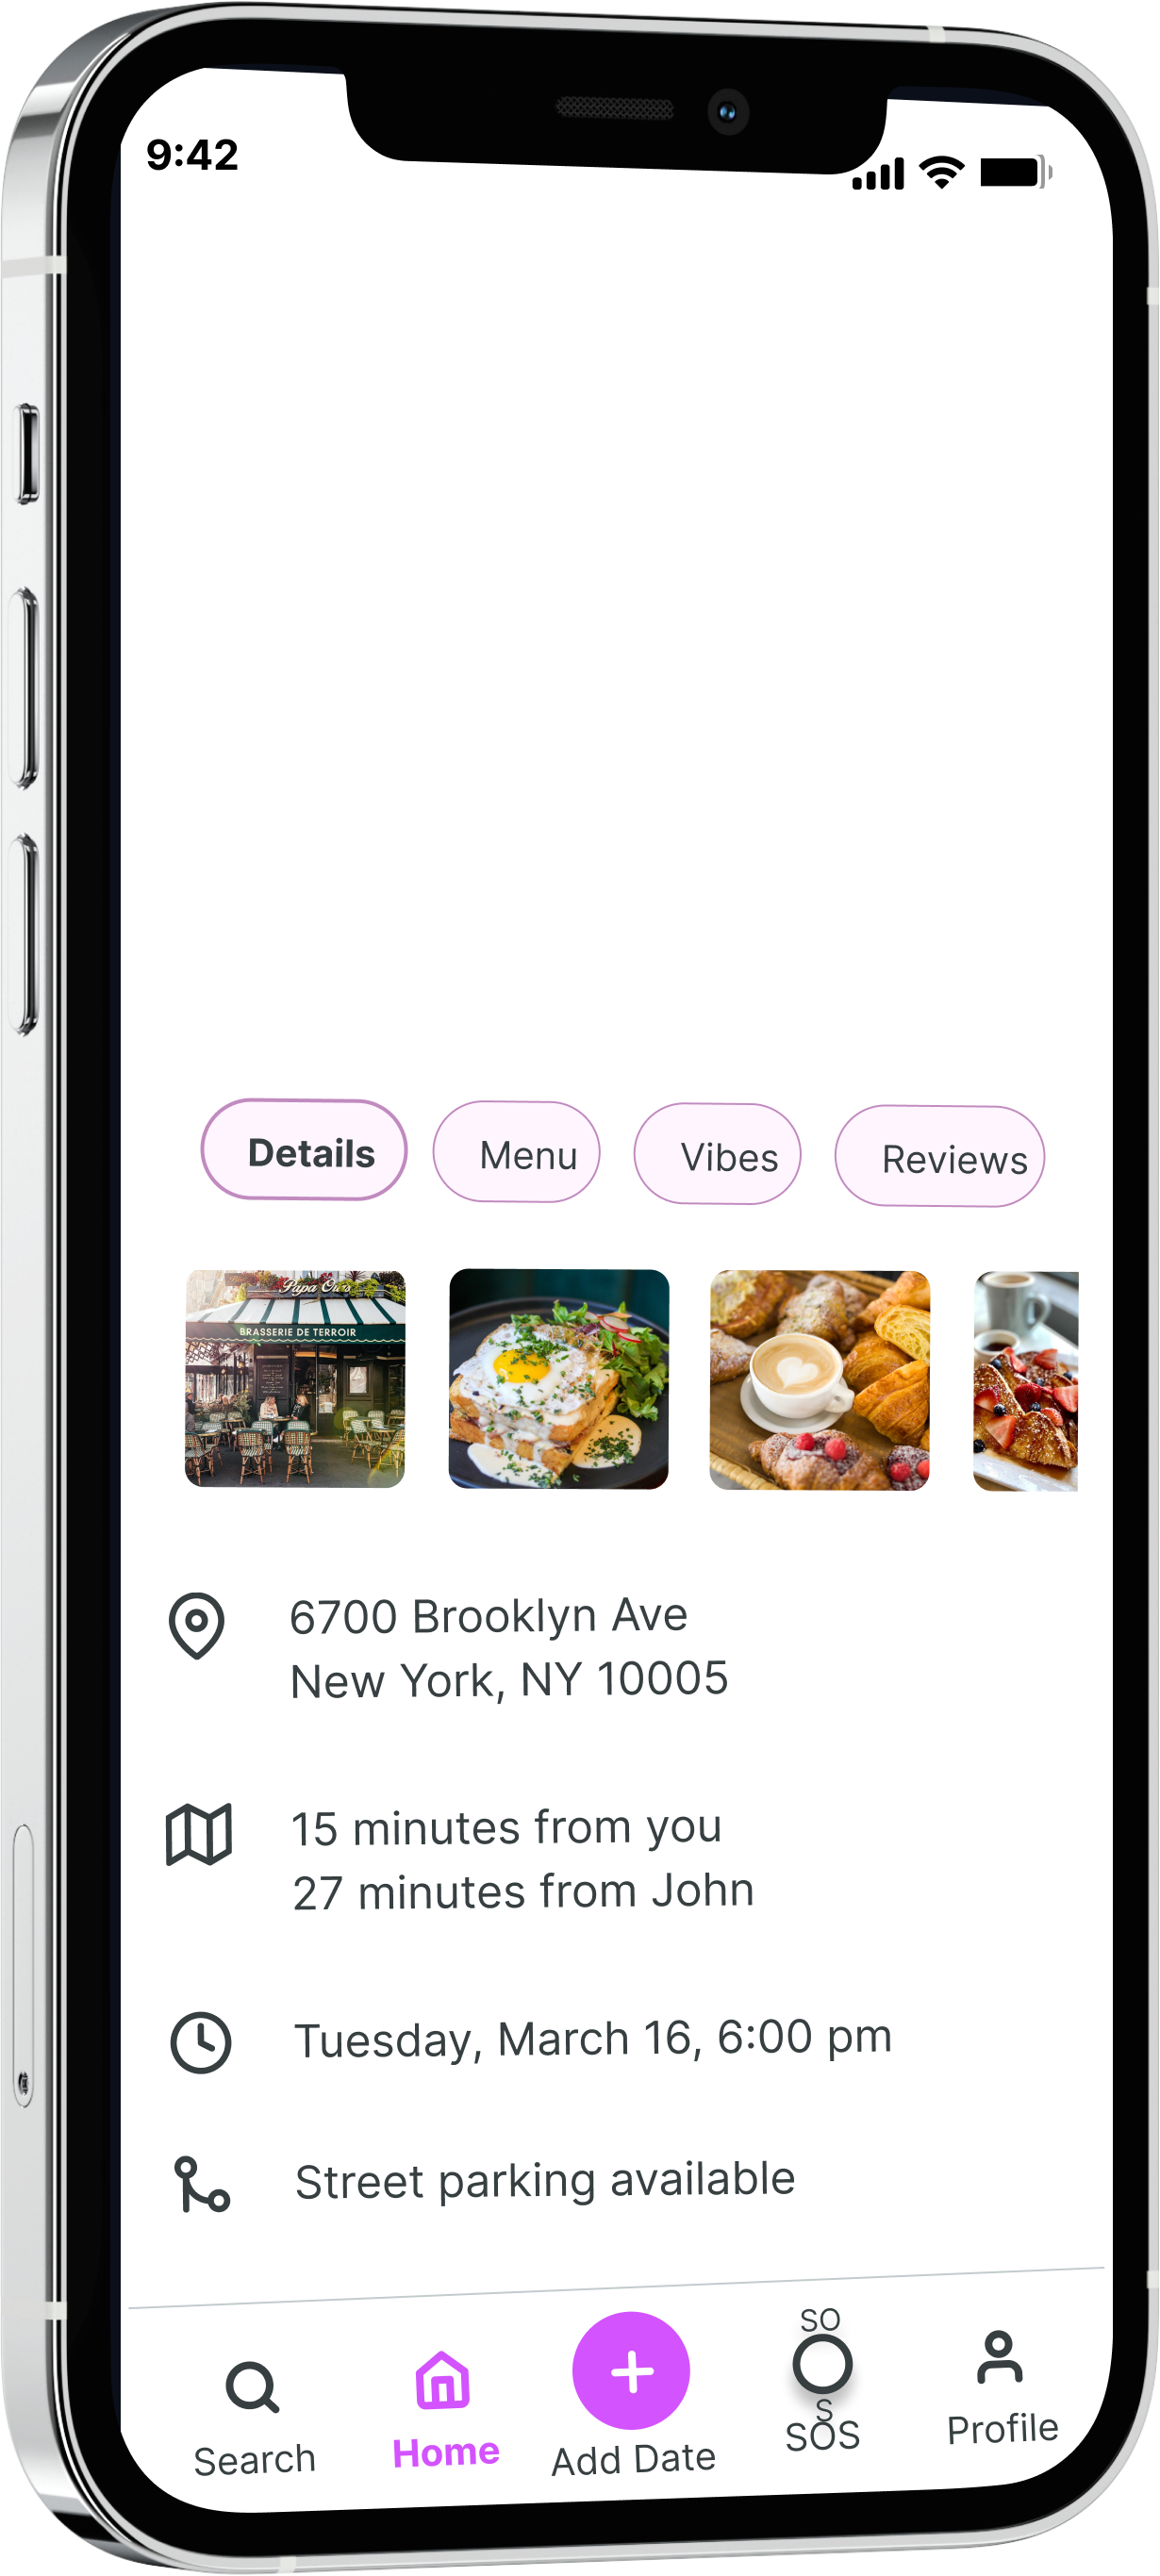 9:42
Details
Menu
Vibes
Reviews
Papa Ou's
BRASSERIE DE TERROIR
6700 Brooklyn Ave
New York, NY 10005
15 minutes from you
27 minutes from John
Tuesday, March 16, 6:00 pm
Street parking available
SO
S
Search
Home
Add Date
SOS
Profile